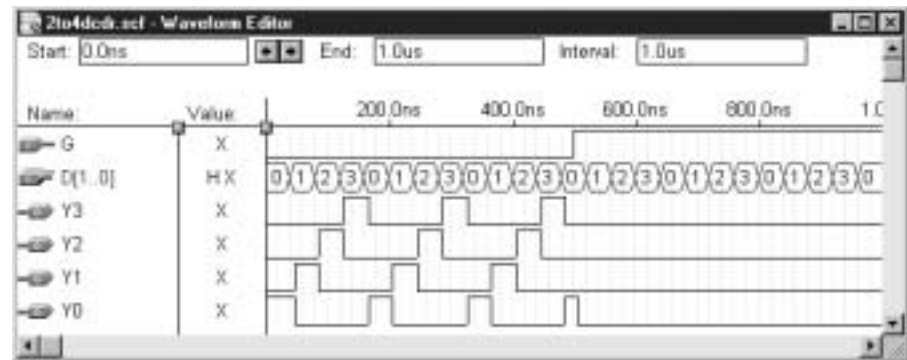 2to4dcdr.scf - Waveform Editor
Start: 0.0ns End: 1.0us Interval: 1.0us
Name: Value: 200.0ns 400.0ns 600.0ns 800.0ns 1.0
G X
D[1..0] H X 0 1 2 3 0 1 2 3 0 1 2 3 0 1 2 3 0 1 2 3 0 1 2 3 0
Y3 X
Y2 X
Y1 X
Y0 X